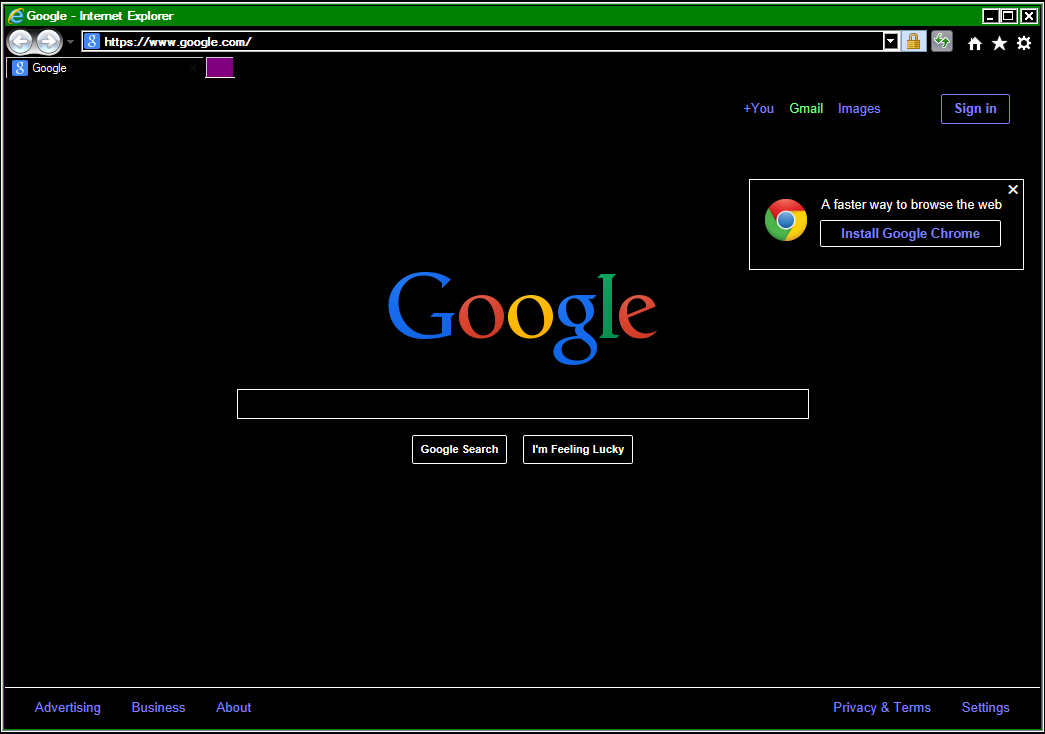 Google - Internet Explorer
https://www.google.com/
Google
+You Gmail Images Sign in
A faster way to browse the web
Install Google Chrome
Google
Google Search I'm Feeling Lucky
Advertising Business About Privacy & Terms Settings